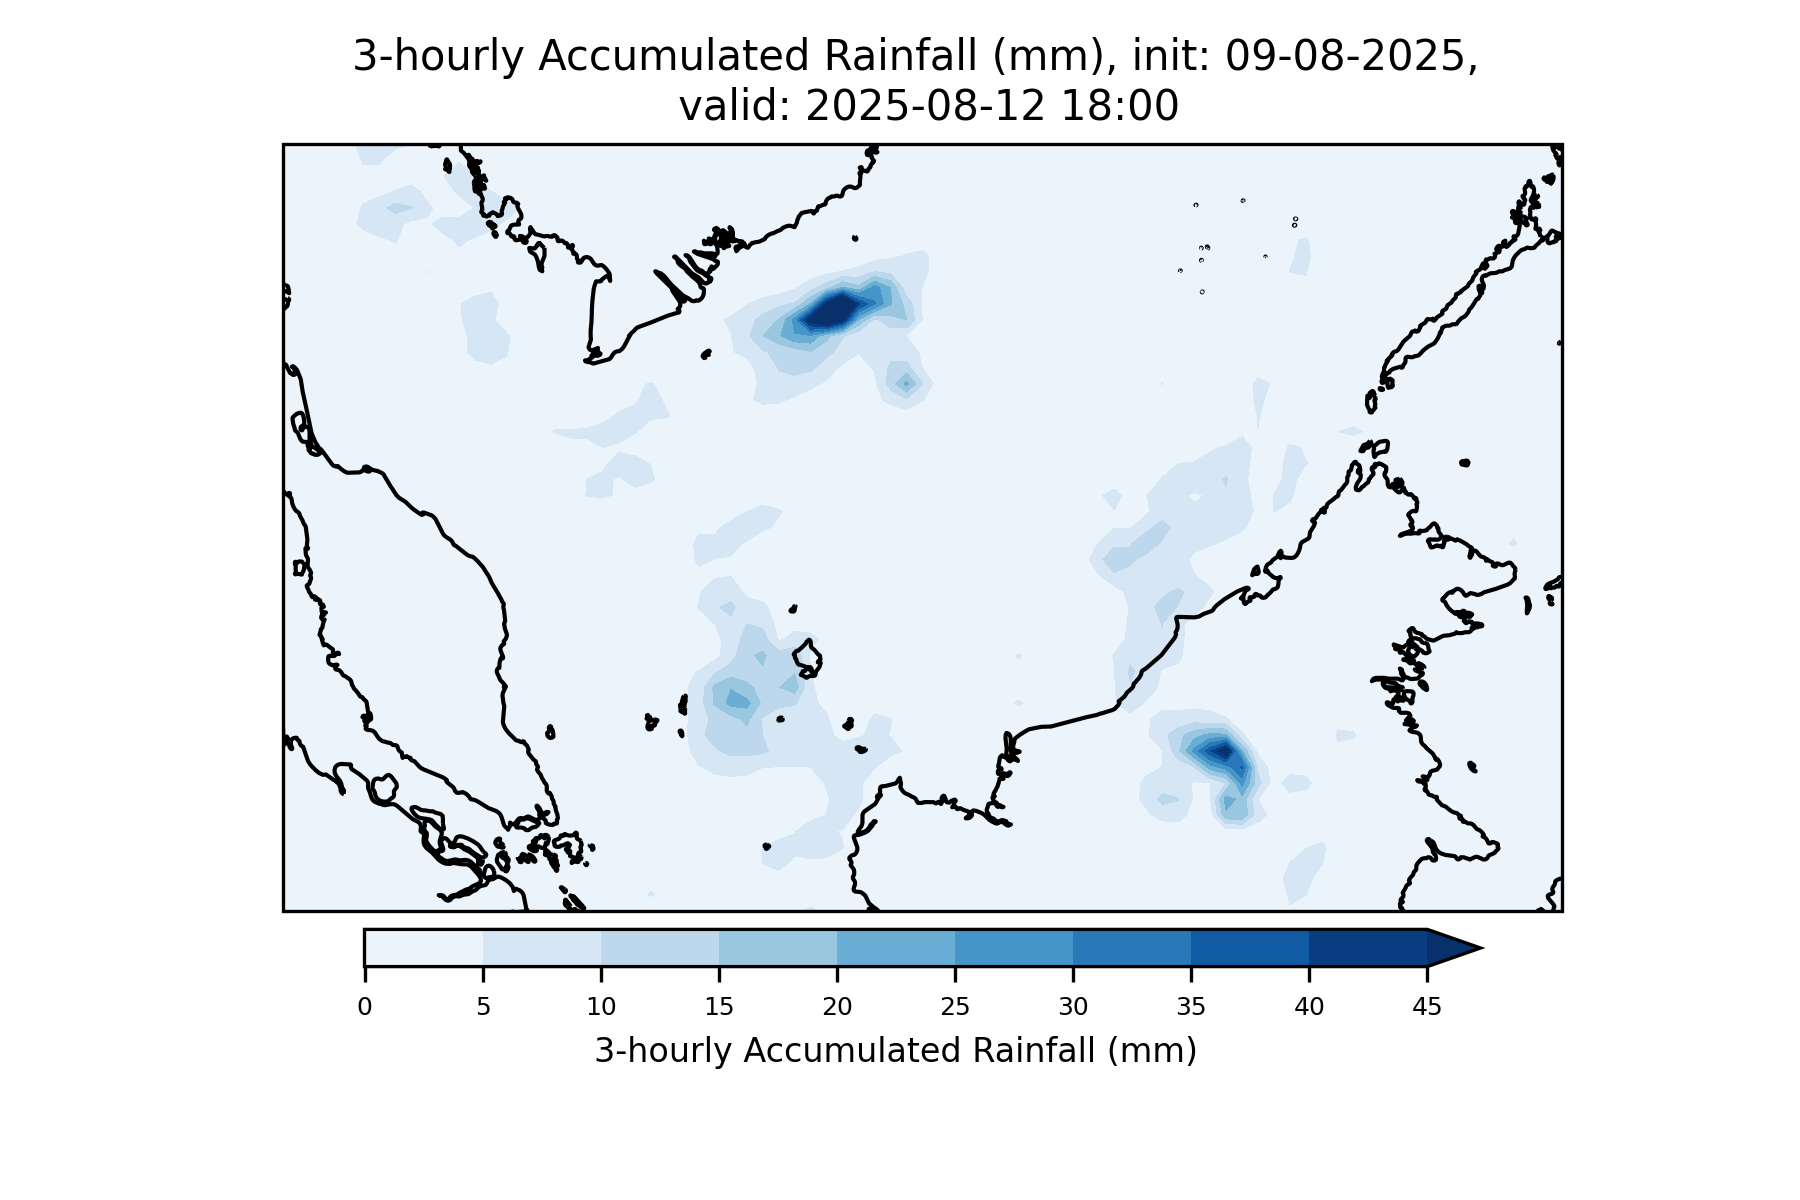 3-hourly Accumulated Rainfall (mm), init: 09-08-2025,
valid: 2025-08-12 18:00
0 5 10 15 20 25 30 35 40 45
3-hourly Accumulated Rainfall (mm)